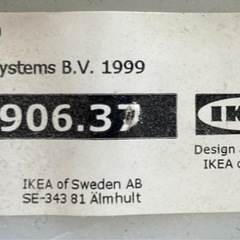 ystems B.V. 1999
906.37
IK
Design a
IKEA o
IKEA of Sweden AB
SE-343 81 Älmhult